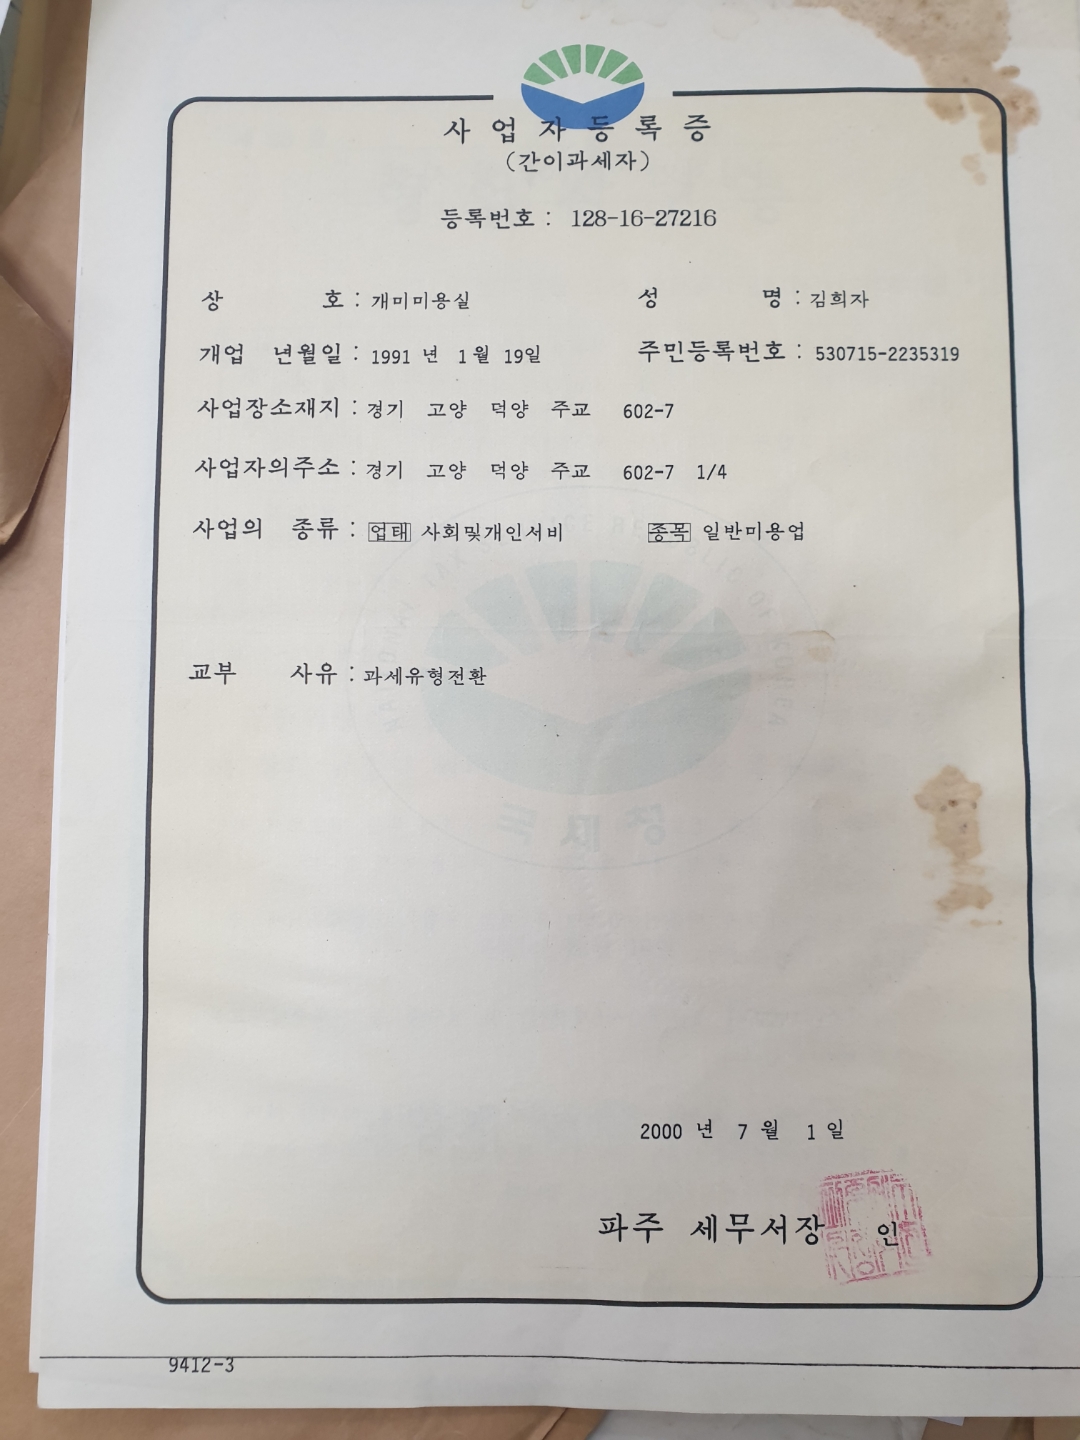 사 업 자 등 록 증
(간이과세자)
등록번호 : 128-16-27216
상 호 : 개미미용실 성 명 : 김희자
개업 년월일 : 1991 년 1 월 19일 주민등록번호 : 530715-2235319
사업장소재지 : 경기 고양 덕양 주교 602-7
사업자의주소 : 경기 고양 덕양 주교 602-7 1/4
사업의 종류 : 업태 사회및개인서비 종목 일반미용업
교부 사유 : 과세유형전환
2000 년 7 월 1 일
파주 세무서장 인
9412-3